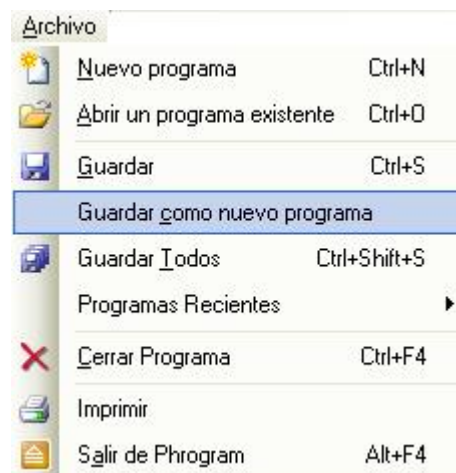 Archivo
Nuevo programa Ctrl+N
Abrir un programa existente Ctrl+O
Guardar Ctrl+S
Guardar como nuevo programa
Guardar Todos Ctrl+Shift+S
Programas Recientes
Cerrar Programa Ctrl+F4
Imprimir
Salir de Phrogram Alt+F4